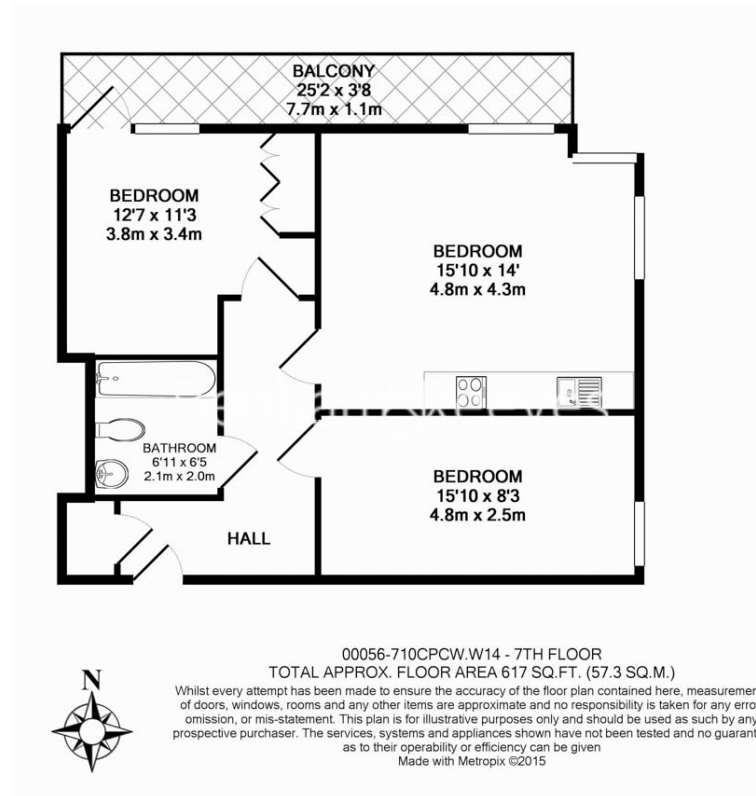 BALCONY
25'2 x 3'8
7.7m x 1.1m
BEDROOM
12'7 x 11'3
3.8m x 3.4m
BEDROOM
15'10 x 14'
4.8m x 4.3m
BATHROOM
6'11 x 6'5
2.1m x 2.0m
BEDROOM
15'10 x 8'3
4.8m x 2.5m
HALL
N
00056-710CPCW.W14 - 7TH FLOOR
TOTAL APPROX. FLOOR AREA 617 SQ.FT. (57.3 SQ.M.)
Whilst every attempt has been made to ensure the accuracy of the floor plan contained here, measuremen
of doors, windows, rooms and any other items are approximate and no responsibility is taken for any erro
omission, or mis-statement. This plan is for illustrative purposes only and should be used as such by any
prospective purchaser. The services, systems and appliances shown have not been tested and no guarant
as to their operability or efficiency can be given
Made with Metropix ©2015